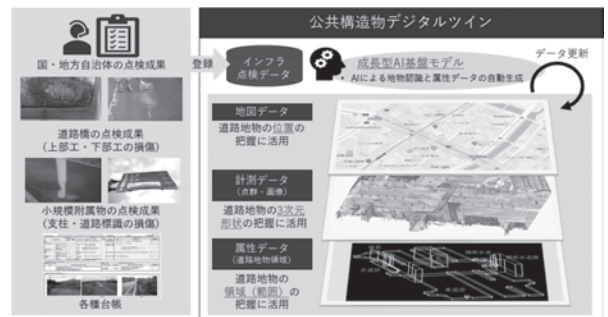 国・地方自治体の点検成果
道路橋の点検成果
(上部工・下部工の損傷)
小規模附属物の点検成果
(支柱・道路標識の損傷)
各種台帳
登録
公共構造物デジタルツイン
インフラ
点検データ
成長型AI基盤モデル
• AIによる地物認識と属性データの自動生成
データ更新
地図データ
道路地物の位置の
把握に活用
計測データ
(点群・画像)
道路地物の3次元
形状の把握に活用
属性データ
(道路地物領域)
道路地物の
領域(範囲)の
把握に活用